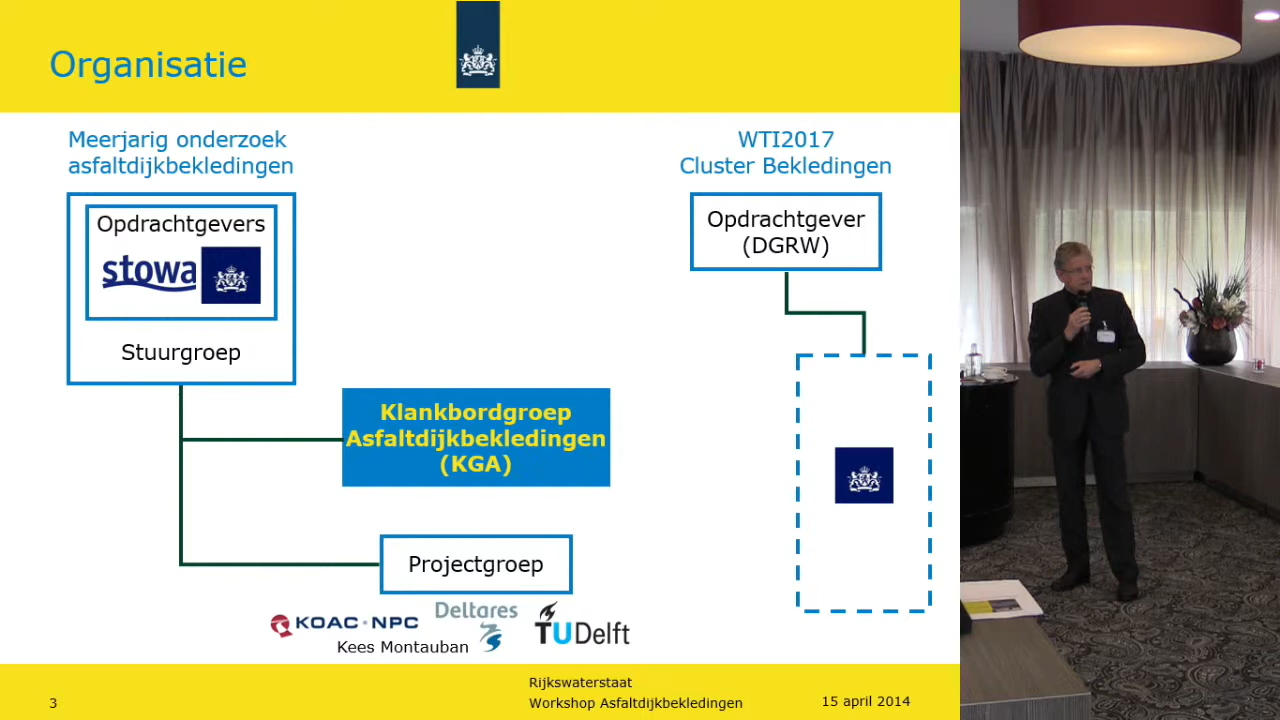 Organisatie
Meerjarig onderzoek
asfaltdijkbekledingen
Opdrachtgevers
stowa
Stuurgroep
Klankbordgroep
Asfaltdijkbekledingen
(KGA)
Projectgroep
KOAC·NPC
Deltares
TUDelft
Kees Montauban
WTI2017
Cluster Bekledingen
Opdrachtgever
(DGRW)
3
Rijkswaterstaat
Workshop Asfaltdijkbekledingen
15 april 2014